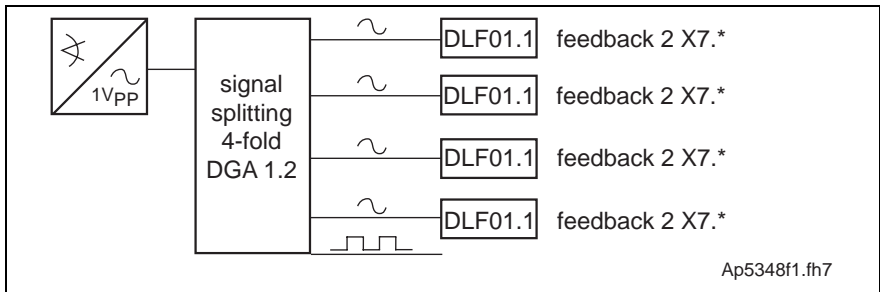 1VPP
signal
splitting
4-fold
DGA 1.2
DLF01.1 feedback 2 X7.*
DLF01.1 feedback 2 X7.*
DLF01.1 feedback 2 X7.*
DLF01.1 feedback 2 X7.*
Ap5348f1.fh7